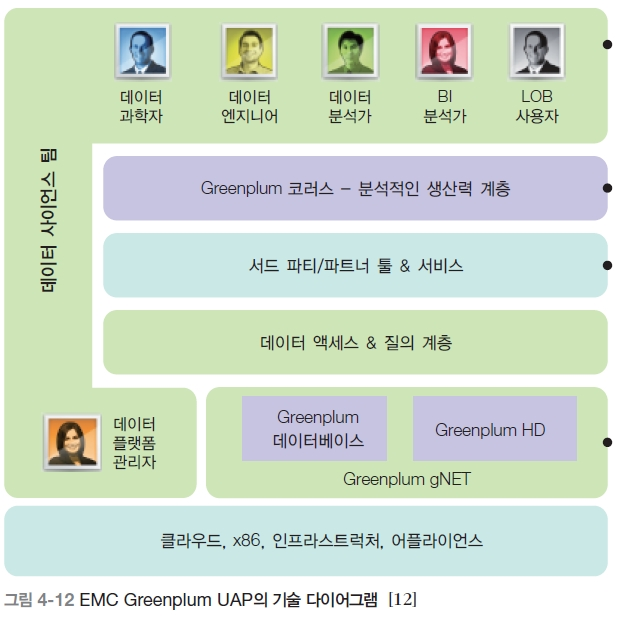 데이터
과학자
데이터
엔지니어
데이터
분석가
BI
분석가
LOB
사용자
데이터 사이언스 팀
Greenplum 코러스 – 분석적인 생산력 계층
서드 파티/파트너 툴 & 서비스
데이터 액세스 & 질의 계층
데이터
플랫폼
관리자
Greenplum
데이터베이스
Greenplum HD
Greenplum gNET
클라우드, x86, 인프라스트럭처, 어플라이언스
그림 4-12 EMC Greenplum UAP의 기술 다이어그램 [12]